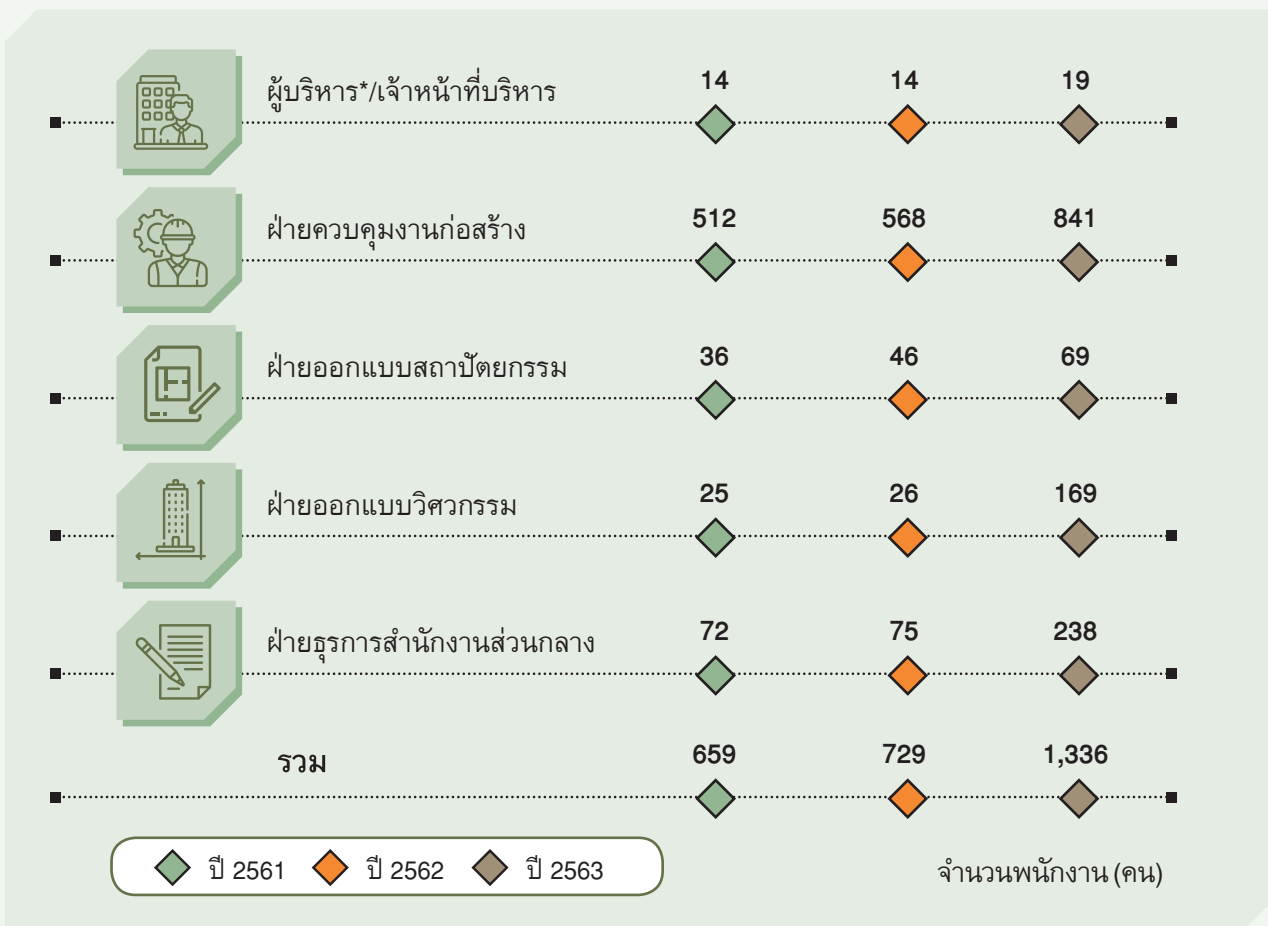 ผู้บริหาร*/เจ้าหน้าที่บริหาร 14 14 19
ฝ่ายควบคุมงานก่อสร้าง 512 568 841
ฝ่ายออกแบบสถาปัตยกรรม 36 46 69
ฝ่ายออกแบบวิศวกรรม 25 26 169
ฝ่ายธุรการสำนักงานส่วนกลาง 72 75 238
รวม 659 729 1,336
ปี 2561 ปี 2562 ปี 2563 จำนวนพนักงาน (คน)